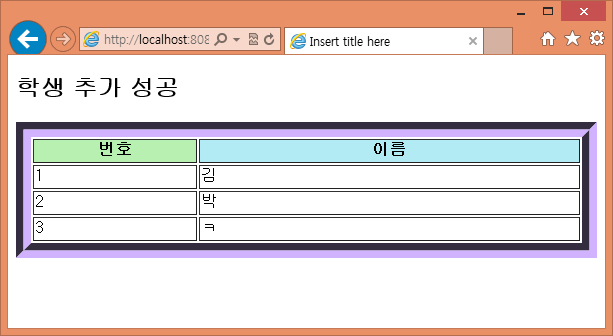 http://localhost:808
Insert title here
학생 추가 성공
번호 이름
1 김
2 박
3 ㅋ